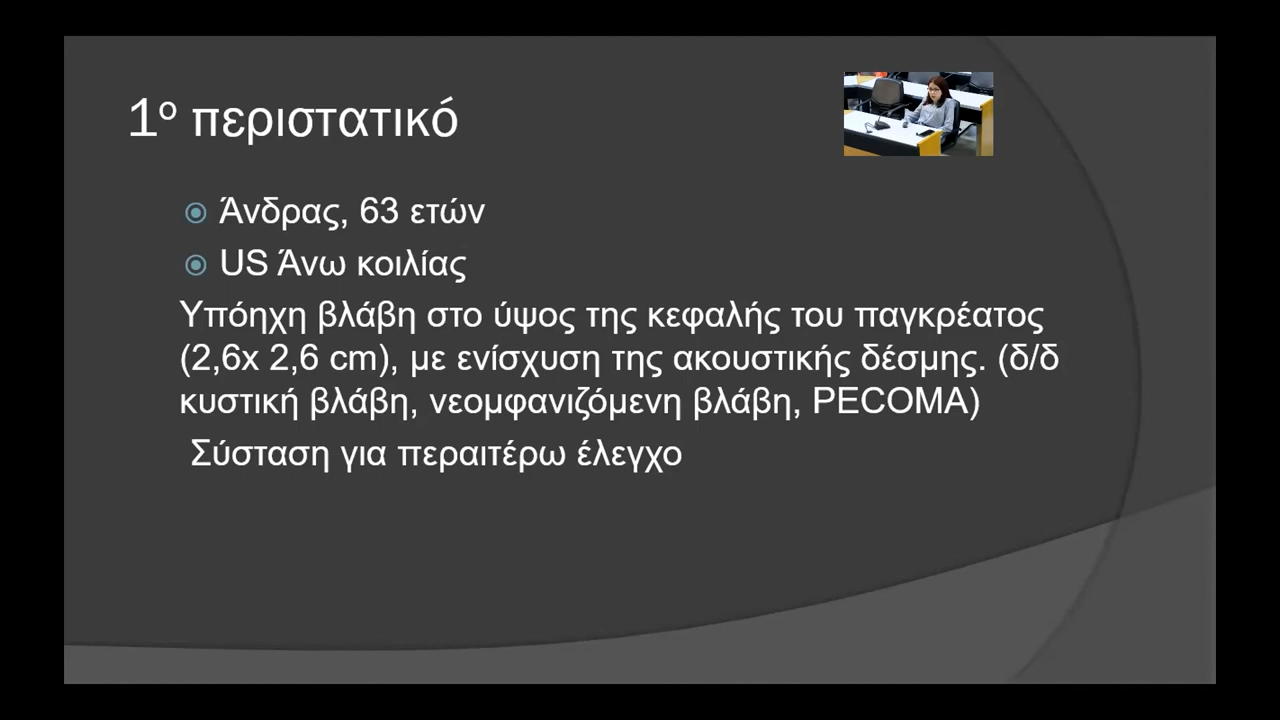 1ο περιστατικό
Άνδρας, 63 ετών
US Άνω κοιλίας
Υπόηχη βλάβη στο ύψος της κεφαλής του παγκρέατος
(2,6x 2,6 cm), με ενίσχυση της ακουστικής δέσμης. (δ/δ
κυστική βλάβη, νεομφανιζόμενη βλάβη, PECOMA)
Σύσταση για περαιτέρω έλεγχο